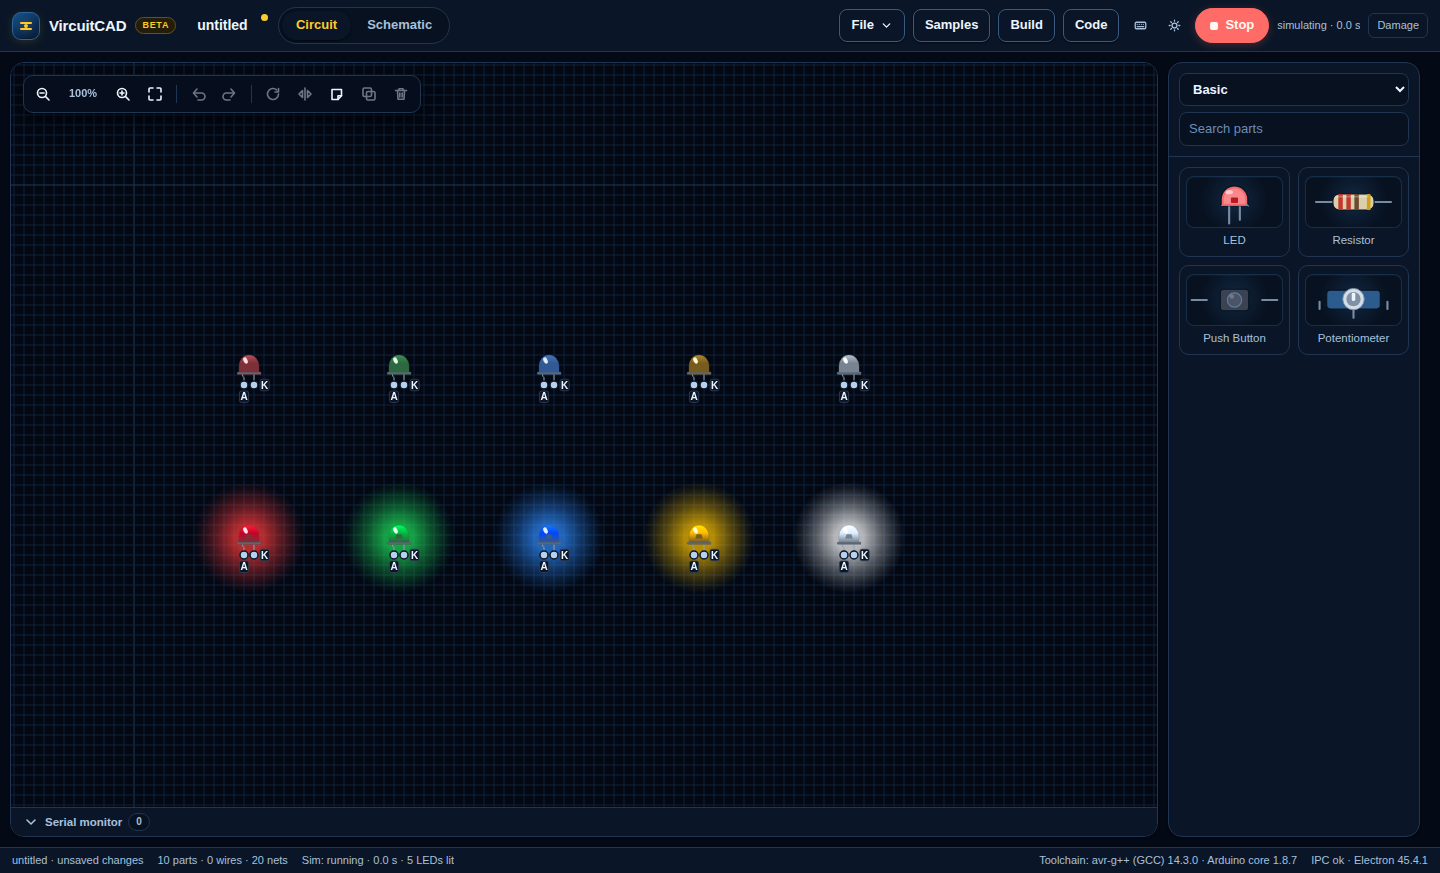 VircuitCAD BETA untitled Circuit Schematic File Samples Build Code Stop simulating · 0.0 s Damage
100%
Basic
Search parts
LED Resistor
Push Button Potentiometer
K K K K K
A A A A A
K K K K K
A A A A A
Serial monitor 0
untitled · unsaved changes 10 parts · 0 wires · 20 nets Sim: running · 0.0 s · 5 LEDs lit Toolchain: avr-g++ (GCC) 14.3.0 · Arduino core 1.8.7 IPC ok · Electron 45.4.1